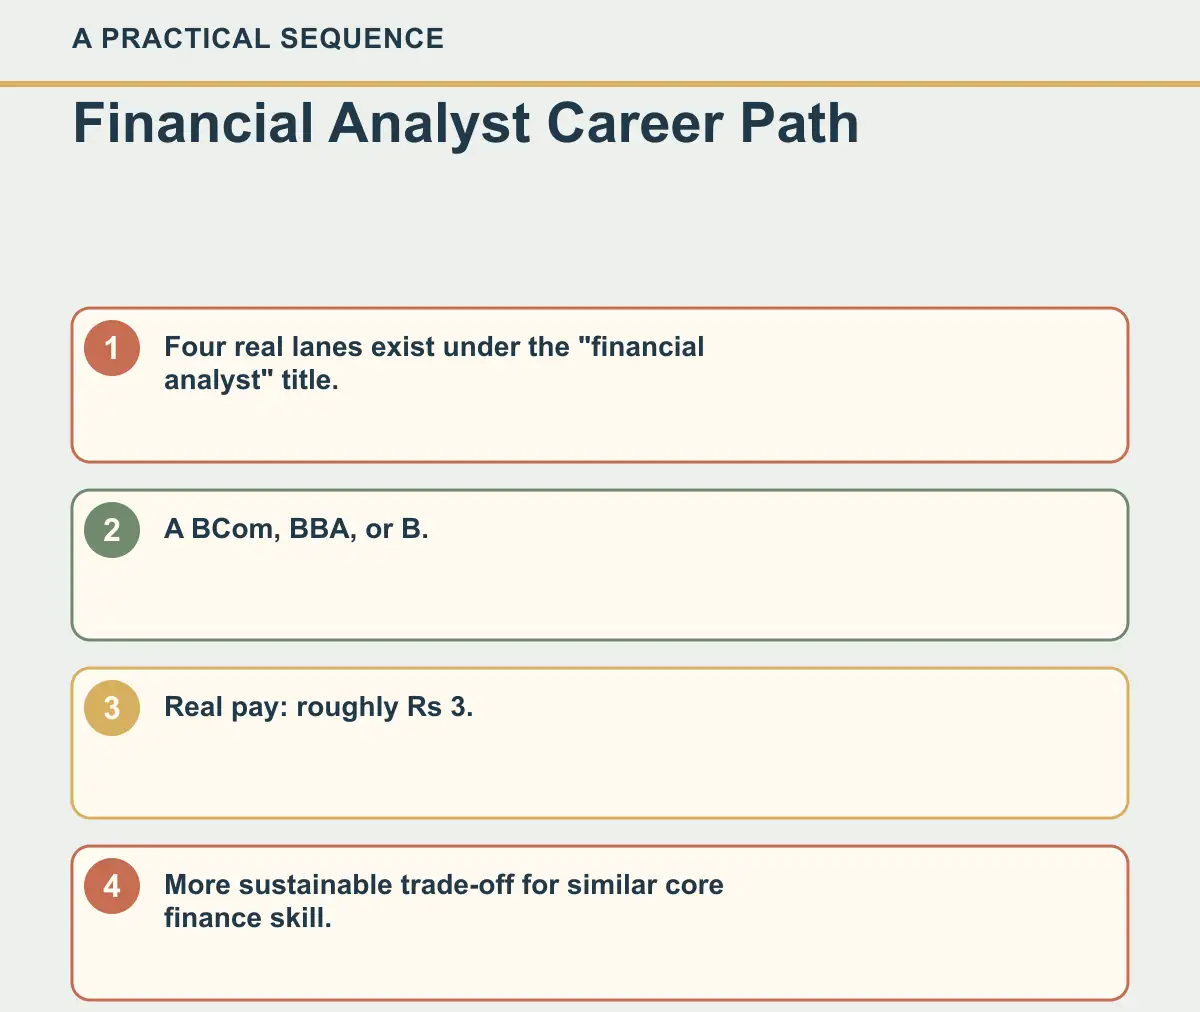 A PRACTICAL SEQUENCE
Financial Analyst Career Path
1
Four real lanes exist under the "financial
analyst" title.
2
A BCom, BBA, or B.
3
Real pay: roughly Rs 3.
4
More sustainable trade-off for similar core
finance skill.